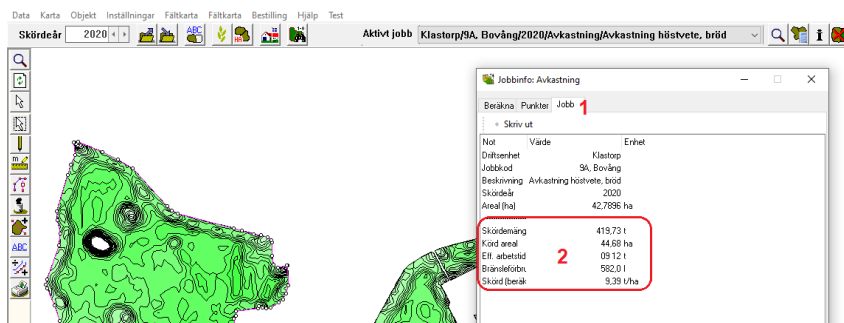 Data Karta Objekt Inställningar Fältkarta Fältkarta Bestilling Hjälp Test
Skördeår 2020 ABC HH Aktivt jobb Klastorp/9A, Bovång/2020/Avkastning/Avkastning höstvete, bröd
Jobbinfo: Avkastning
Beräkna Punkter Jobb 1
Skriv ut
Not Värde Enhet
Driftsenhet Klastorp
Jobbkod 9A, Bovång
Beskrivning Avkastning höstvete, bröd
Skördeår 2020
Areal (ha) 42,7896 ha
Skördemäng 419,73 t
Körd areal 44,68 ha
Eff. arbetstid 09 12 t
2
Bränsleförbr. 582,0 l
Skörd (beräk 9,39 t/ha
m
ABC